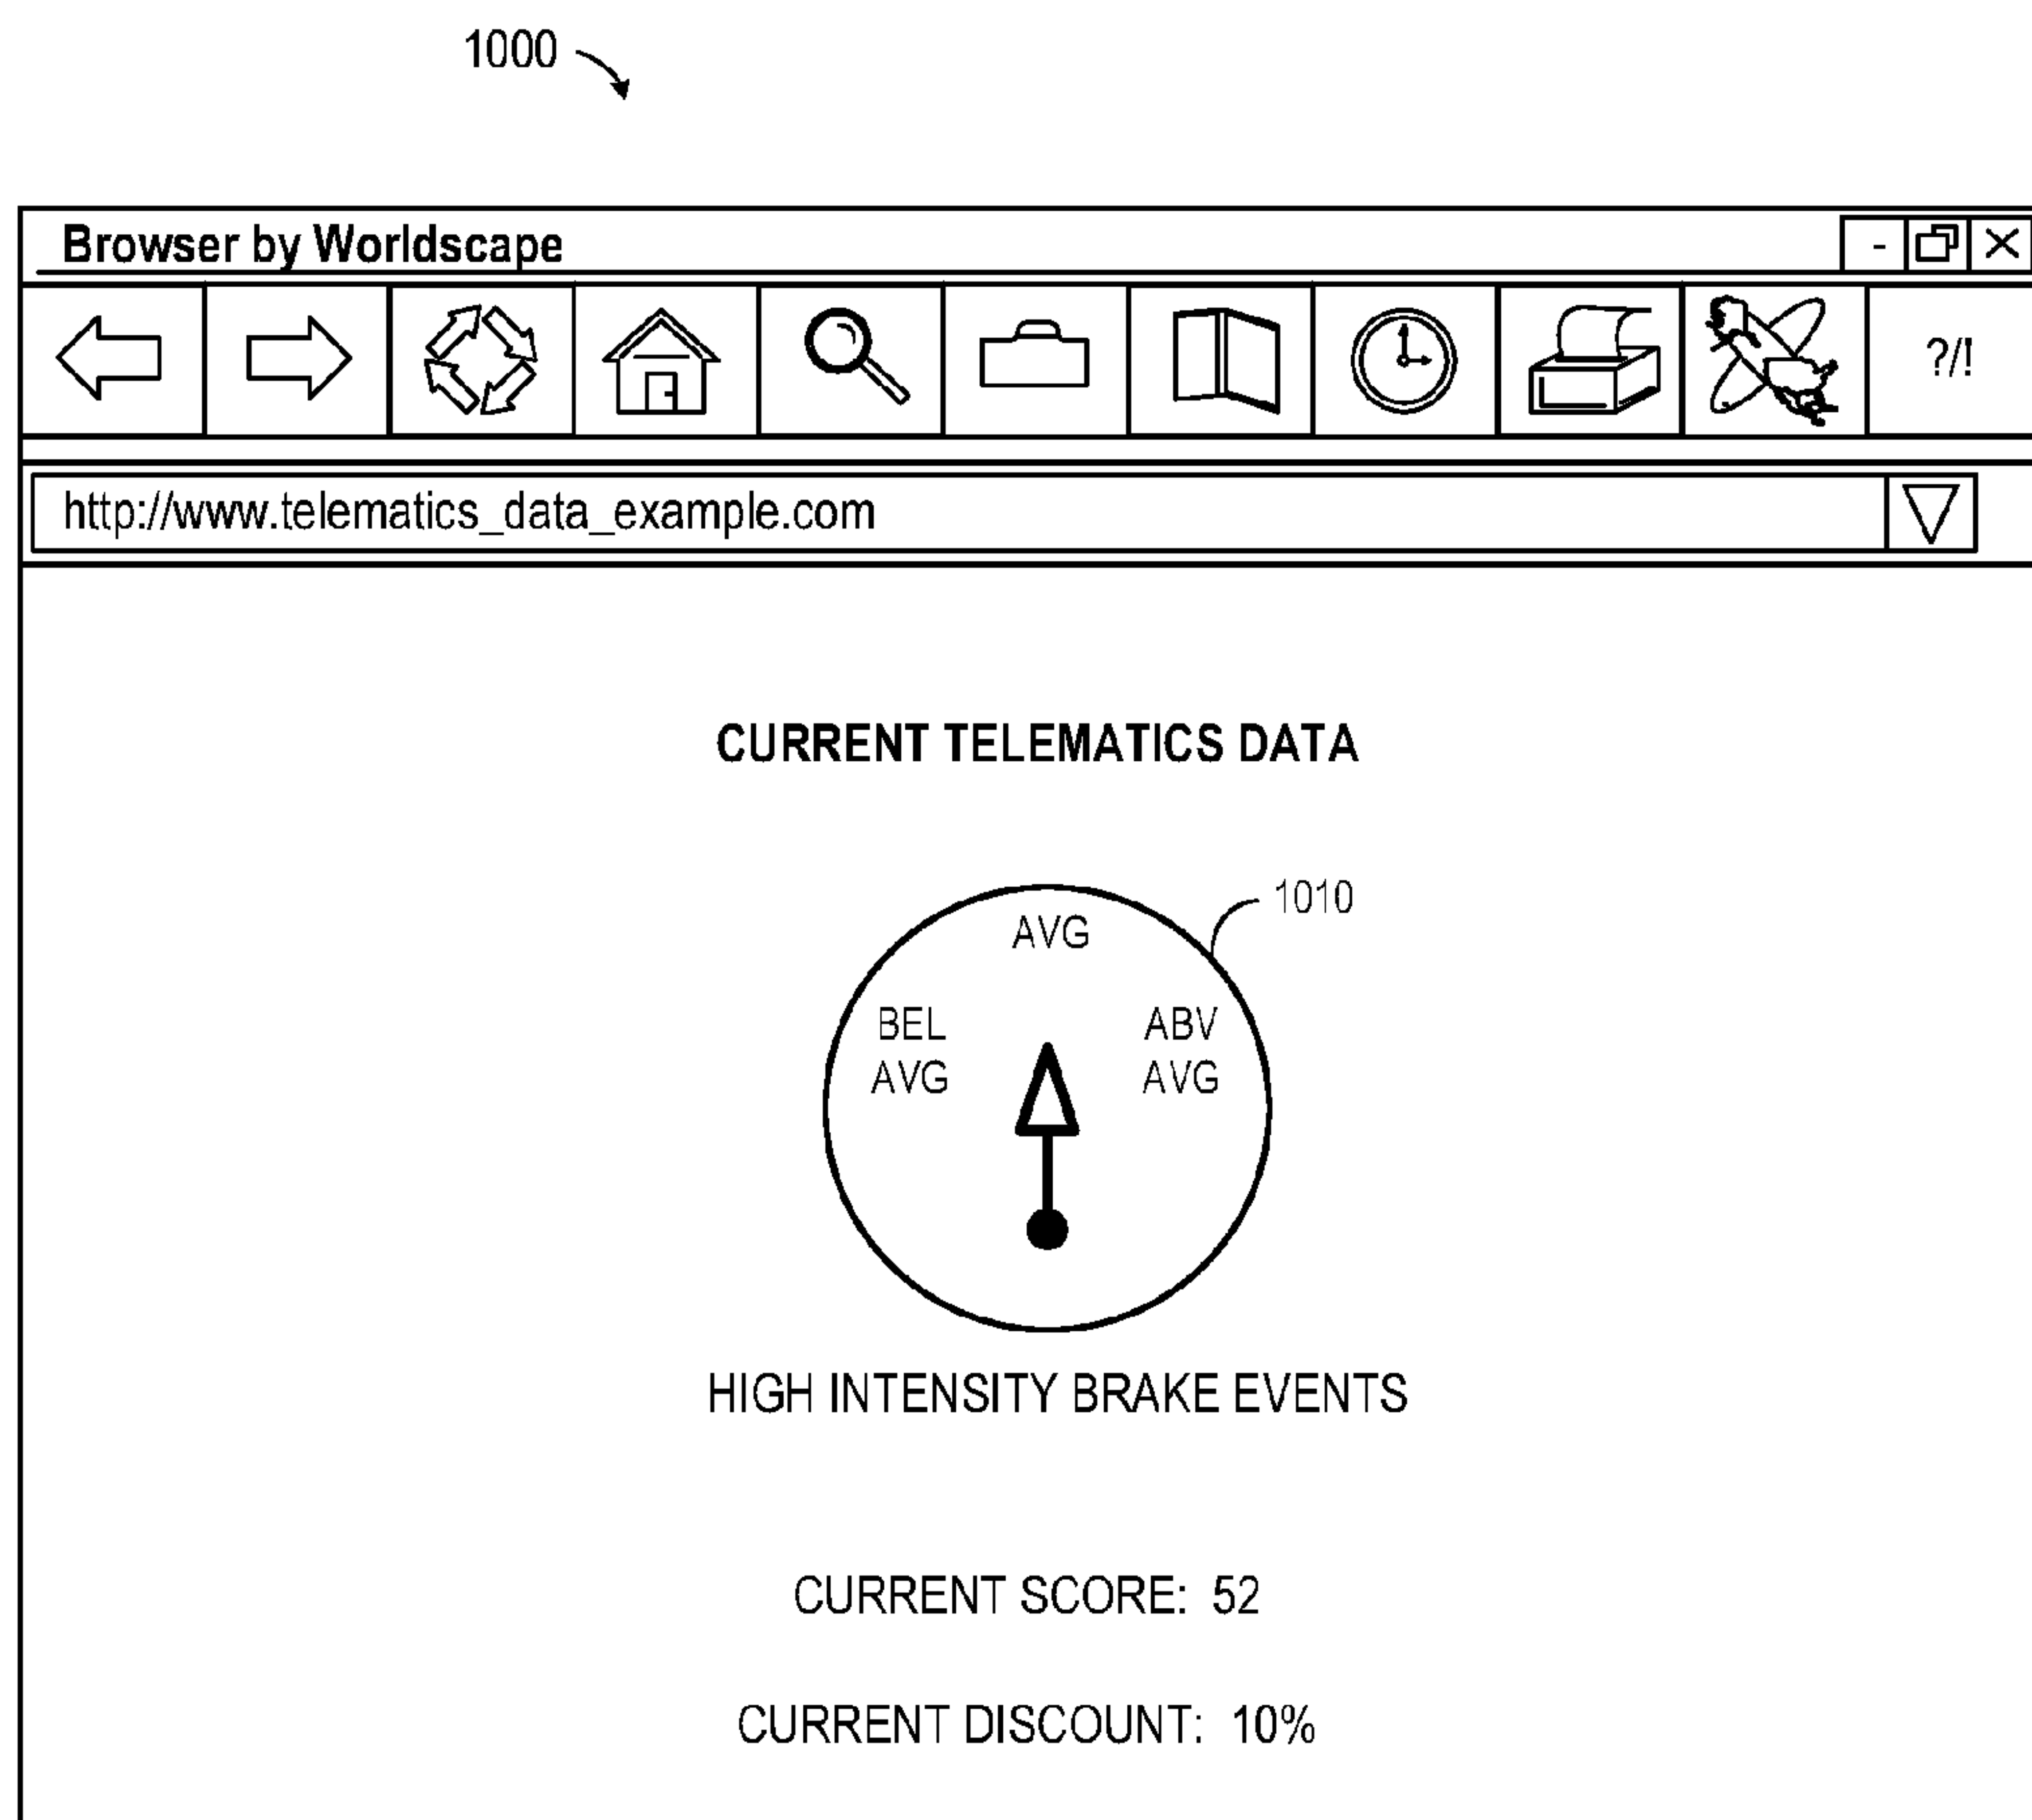 1000
Browser by Worldscape
?/!
http://www.telematics_data_example.com
CURRENT TELEMATICS DATA
1010
AVG
BEL
AVG
ABV
AVG
HIGH INTENSITY BRAKE EVENTS
CURRENT SCORE: 52
CURRENT DISCOUNT: 10%